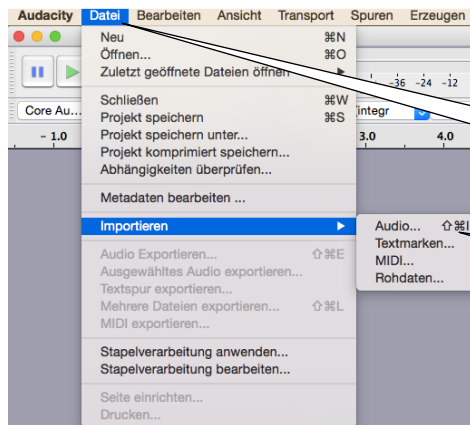 Audacity Datei Bearbeiten Ansicht Transport Spuren Erzeugen
Neu ⌘N
Öffnen... ⌘O
Zuletzt geöffnete Dateien öffnen ▶
-36 -24 -12
Schließen ⌘W
Core Au...
Projekt speichern ⌘S
Projekt speichern unter...
- 1.0 3.0 4.0
Projekt komprimiert speichern...
Abhängigkeiten überprüfen...
Metadaten bearbeiten ...
Importieren ▶
Audio... ⇧⌘I
Textmarken...
MIDI...
Rohdaten...
Audio Exportieren... ⇧⌘E
Ausgewähltes Audio exportieren...
Textspur exportieren...
Mehrere Dateien exportieren... ⇧⌘L
MIDI exportieren...
Stapelverarbeitung anwenden...
Stapelverarbeitung bearbeiten...
Seite einrichten...
Drucken...